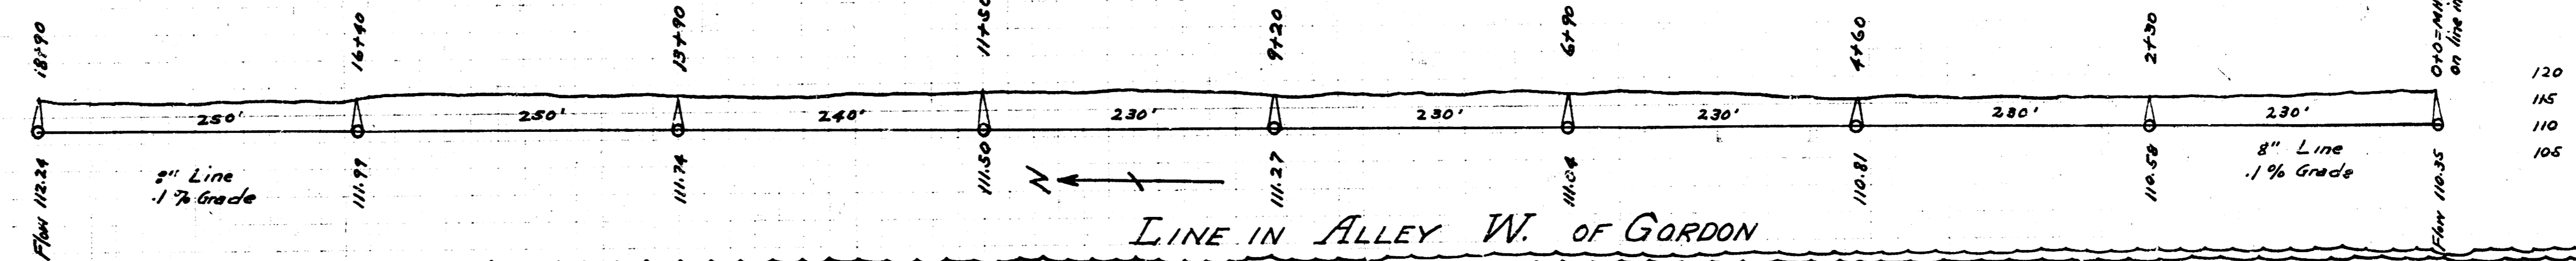 18+90 16+40 13+90 11+50 9+20 6+90 4+60 2+30 0+0=MH
on line
120
115
250' 250' 240' 230' 230' 230' 230' 230'
110
105
Flow 112.24 111.99 111.74 111.50 111.27 111.04 110.81 110.58 Flow 110.35
8" Line
.1% Grade
N
8" Line
.1% Grade
LINE IN ALLEY W. OF GORDON